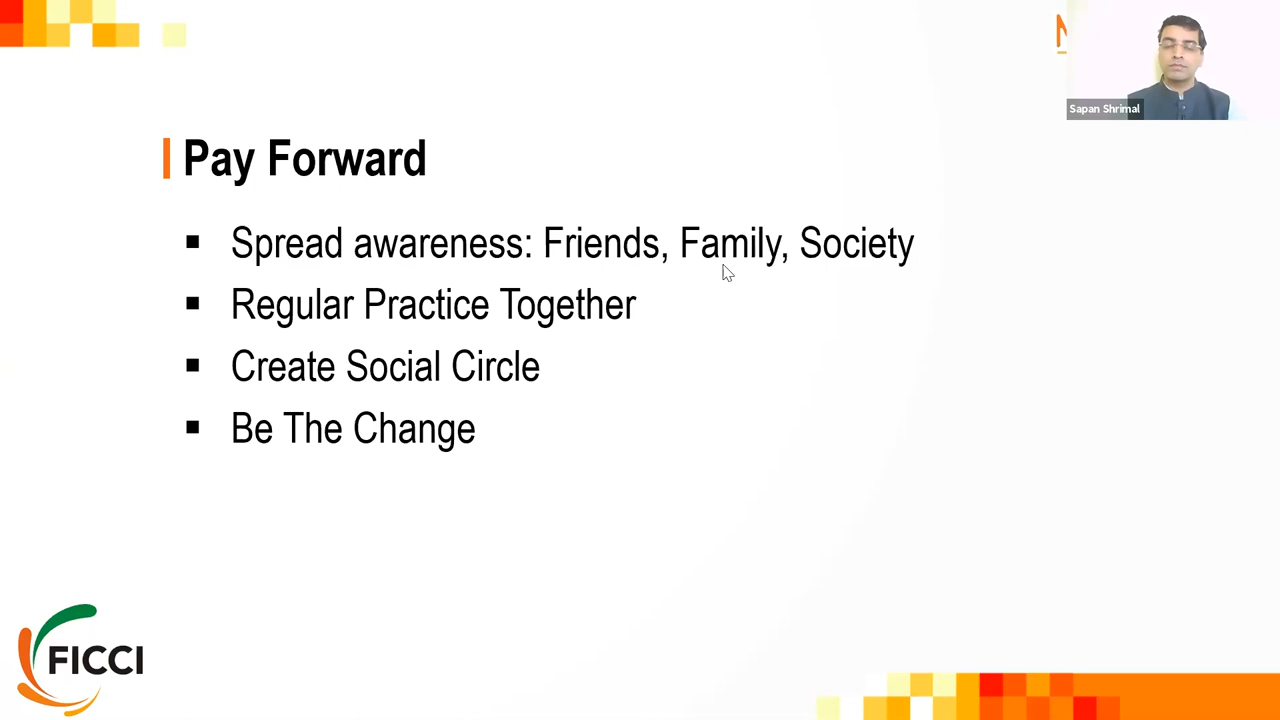 Sapan Shrimal
Pay Forward
Spread awareness: Friends, Family, Society
Regular Practice Together
Create Social Circle
Be The Change
FICCI